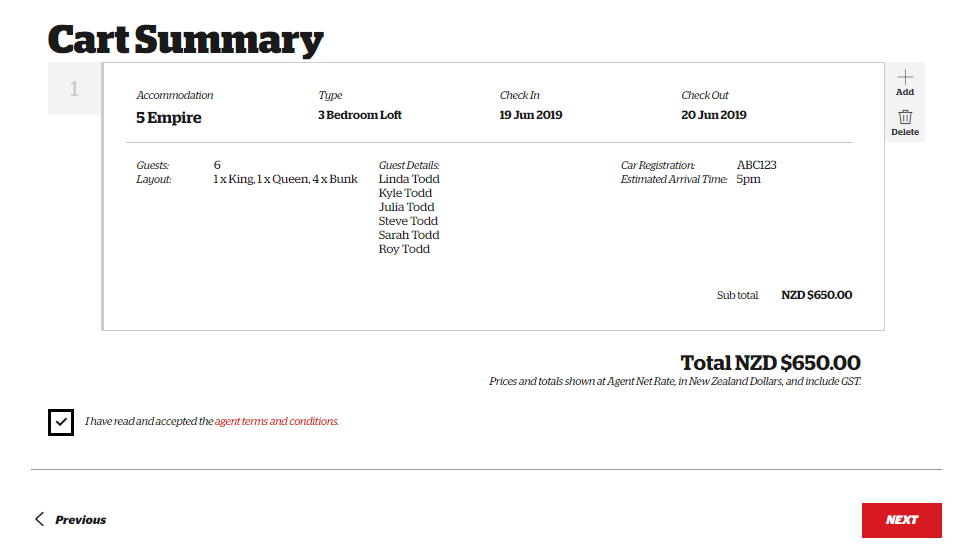 Cart Summary
1
Accommodation Type Check In Check Out
5 Empire 3 Bedroom Loft 19 Jun 2019 20 Jun 2019
Add
Delete
Guests: 6 Guest Details: Car Registration: ABC123
Layout: 1 x King, 1 x Queen, 4 x Bunk Linda Todd Estimated Arrival Time: 5pm
Kyle Todd
Julia Todd
Steve Todd
Sarah Todd
Roy Todd
Sub total NZD $650.00
Total NZD $650.00
Prices and totals shown at Agent Net Rate, in New Zealand Dollars, and include GST.
I have read and accepted the agent terms and conditions.
Previous NEXT